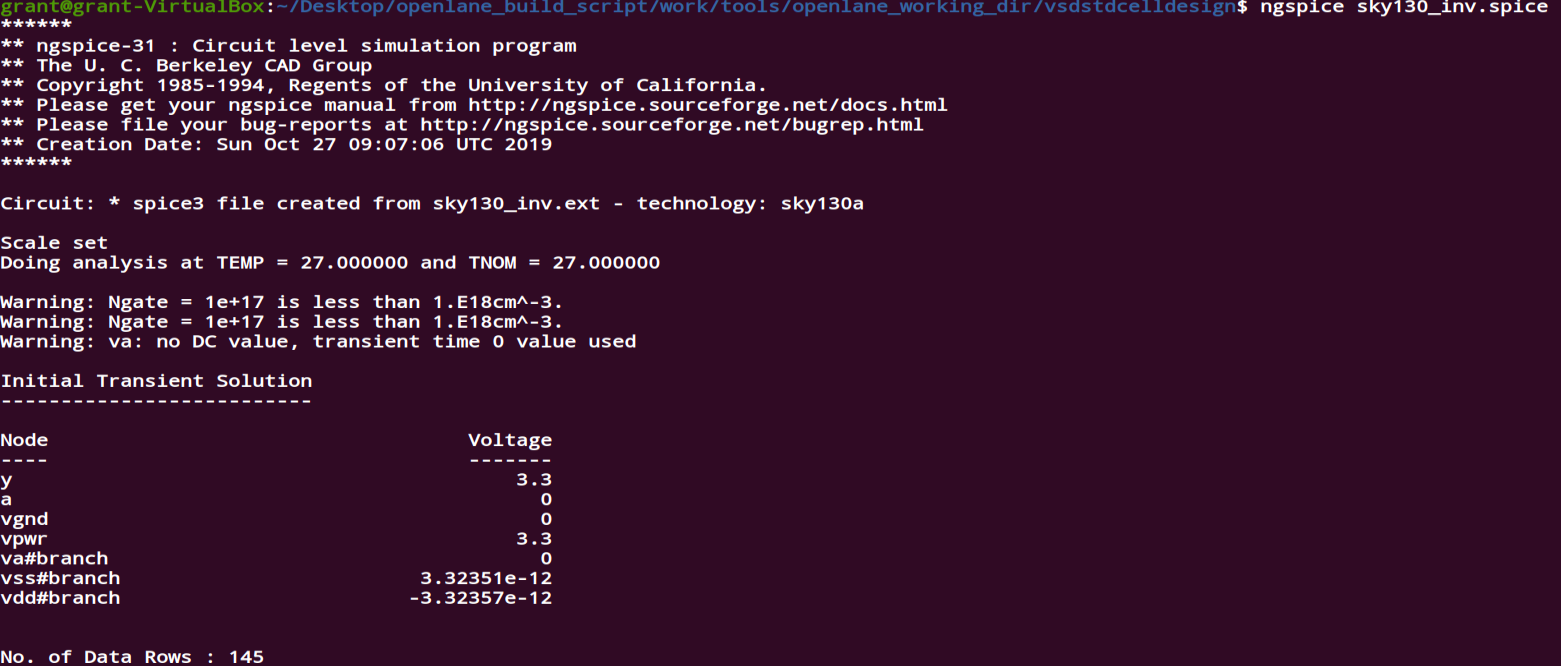 grant@grant-VirtualBox:~/Desktop/openlane_build_script/work/tools/openlane_working_dir/vsdstdcelldesign$ ngspice sky130_inv.spice
******
** ngspice-31 : Circuit level simulation program
** The U. C. Berkeley CAD Group
** Copyright 1985-1994, Regents of the University of California.
** Please get your ngspice manual from http://ngspice.sourceforge.net/docs.html
** Please file your bug-reports at http://ngspice.sourceforge.net/bugrep.html
** Creation Date: Sun Oct 27 09:07:06 UTC 2019
******
Circuit: * spice3 file created from sky130_inv.ext - technology: sky130a
Scale set
Doing analysis at TEMP = 27.000000 and TNOM = 27.000000
Warning: Ngate = 1e+17 is less than 1.E18cm^-3.
Warning: Ngate = 1e+17 is less than 1.E18cm^-3.
Warning: va: no DC value, transient time 0 value used
Initial Transient Solution
--------------------------
Node Voltage
---- -------
y 3.3
a 0
vgnd 0
vpwr 3.3
va#branch 0
vss#branch 3.32351e-12
vdd#branch -3.32357e-12
No. of Data Rows : 145